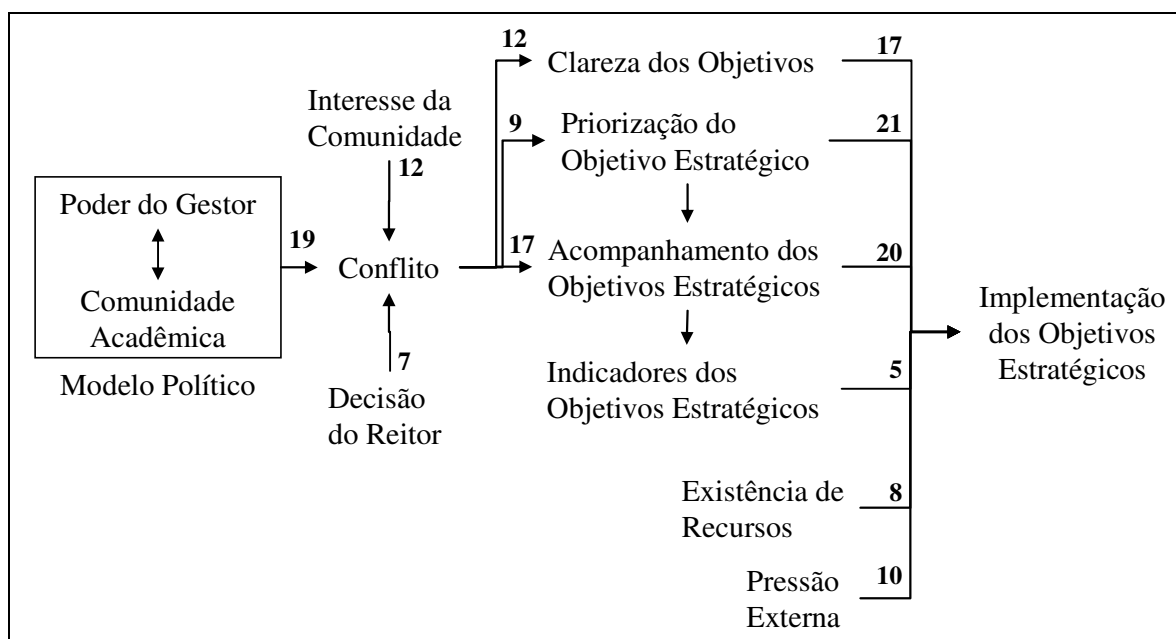 12
Clareza dos Objetivos
17
Interesse da
Comunidade
12
9
Priorização do
Objetivo Estratégico
21
Poder do Gestor
Comunidade
Acadêmica
Modelo Político
19
Conflito
7
Decisão
do Reitor
17
Acompanhamento dos
Objetivos Estratégicos
20
Indicadores dos
Objetivos Estratégicos
5
Existência de
Recursos
8
Pressão
Externa
10
Implementação
dos Objetivos
Estratégicos